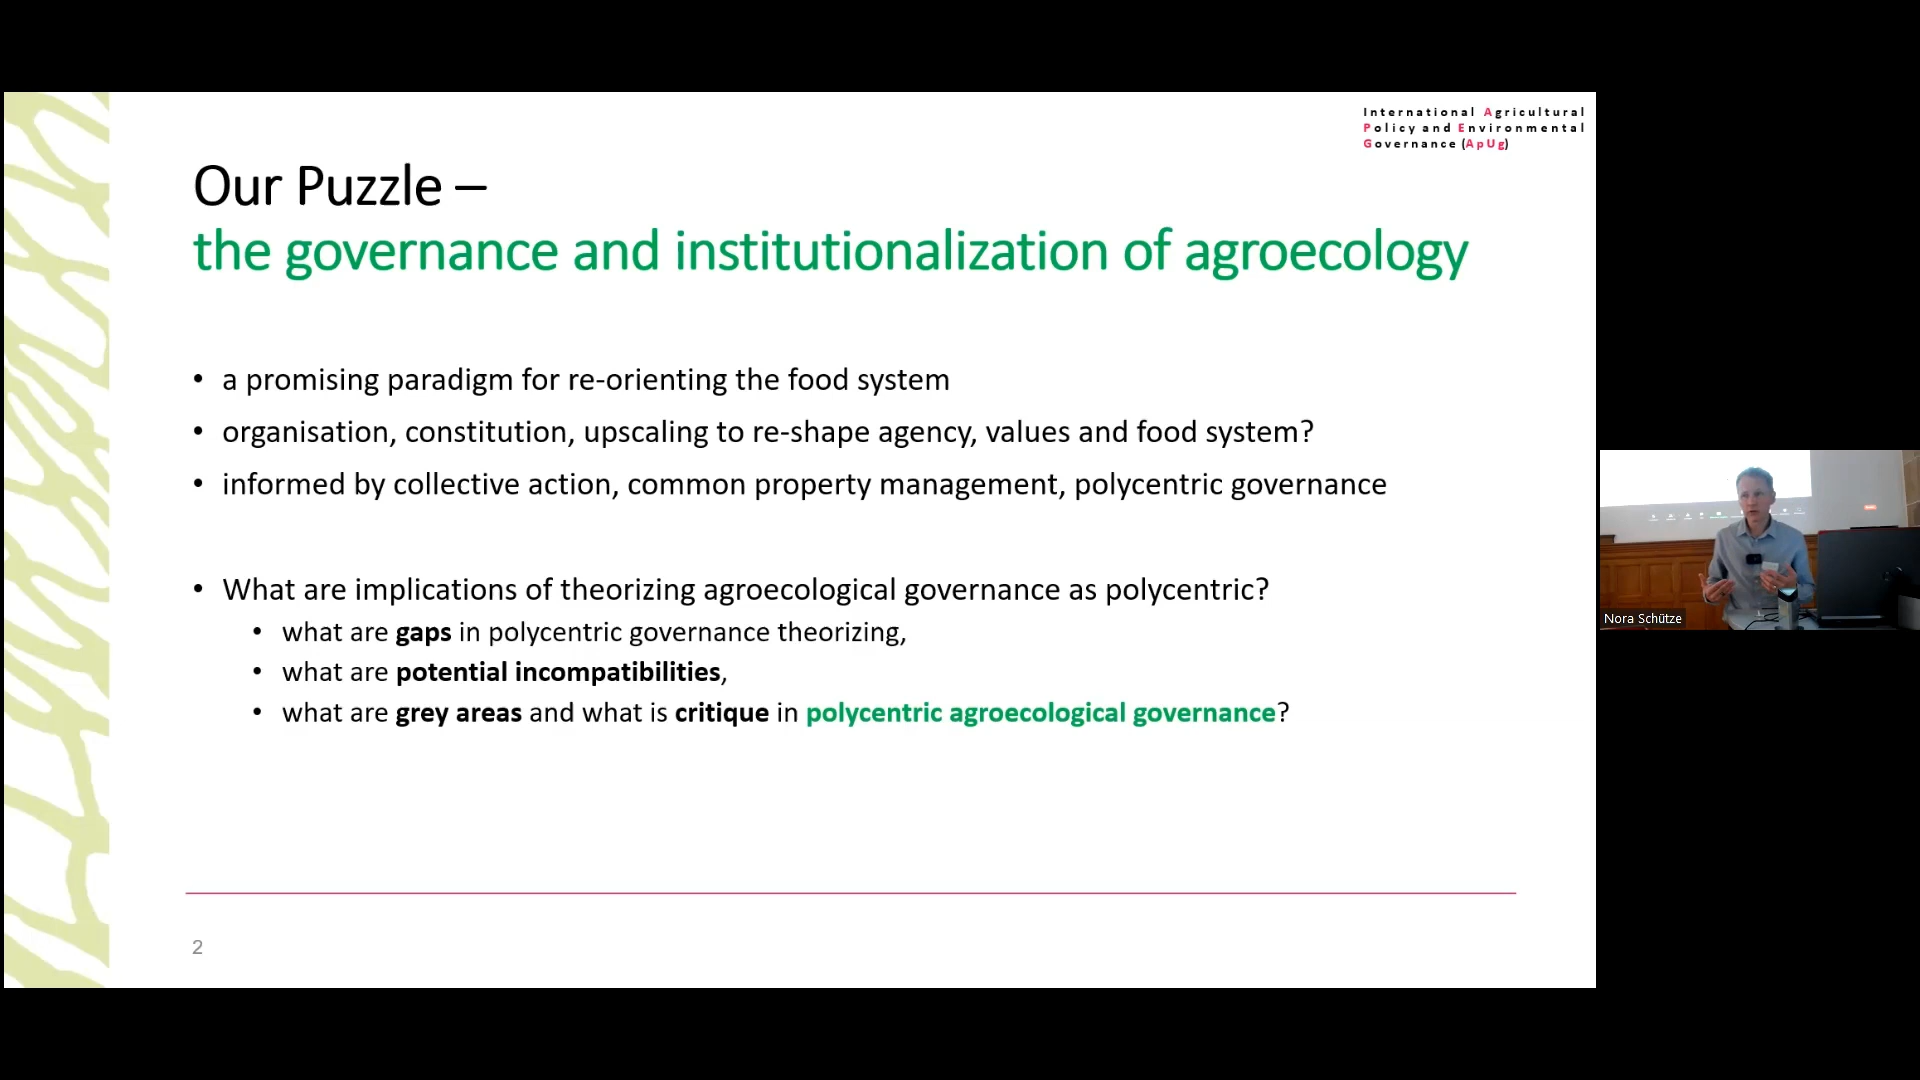 International Agricultural
Policy and Environmental
Governance (ApUg)
Our Puzzle –
the governance and institutionalization of agroecology
• a promising paradigm for re-orienting the food system
• organisation, constitution, upscaling to re-shape agency, values and food system?
• informed by collective action, common property management, polycentric governance
• What are implications of theorizing agroecological governance as polycentric?
• what are gaps in polycentric governance theorizing,
• what are potential incompatibilities,
• what are grey areas and what is critique in polycentric agroecological governance?
2
Nora Schütze